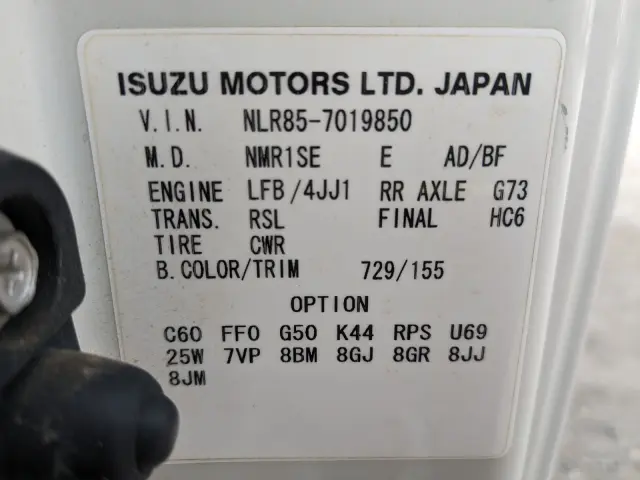 ISUZU MOTORS LTD. JAPAN
V.I.N. NLR85-7019850
M.D. NMR1SE E AD/BF
ENGINE LFB/4JJ1 RR AXLE G73
TRANS. RSL FINAL HC6
TIRE CWR
B.COLOR/TRIM 729/155
OPTION
C60 FF0 G50 K44 RPS U69
25W 7VP 8BM 8GJ 8GR 8JJ
8JM